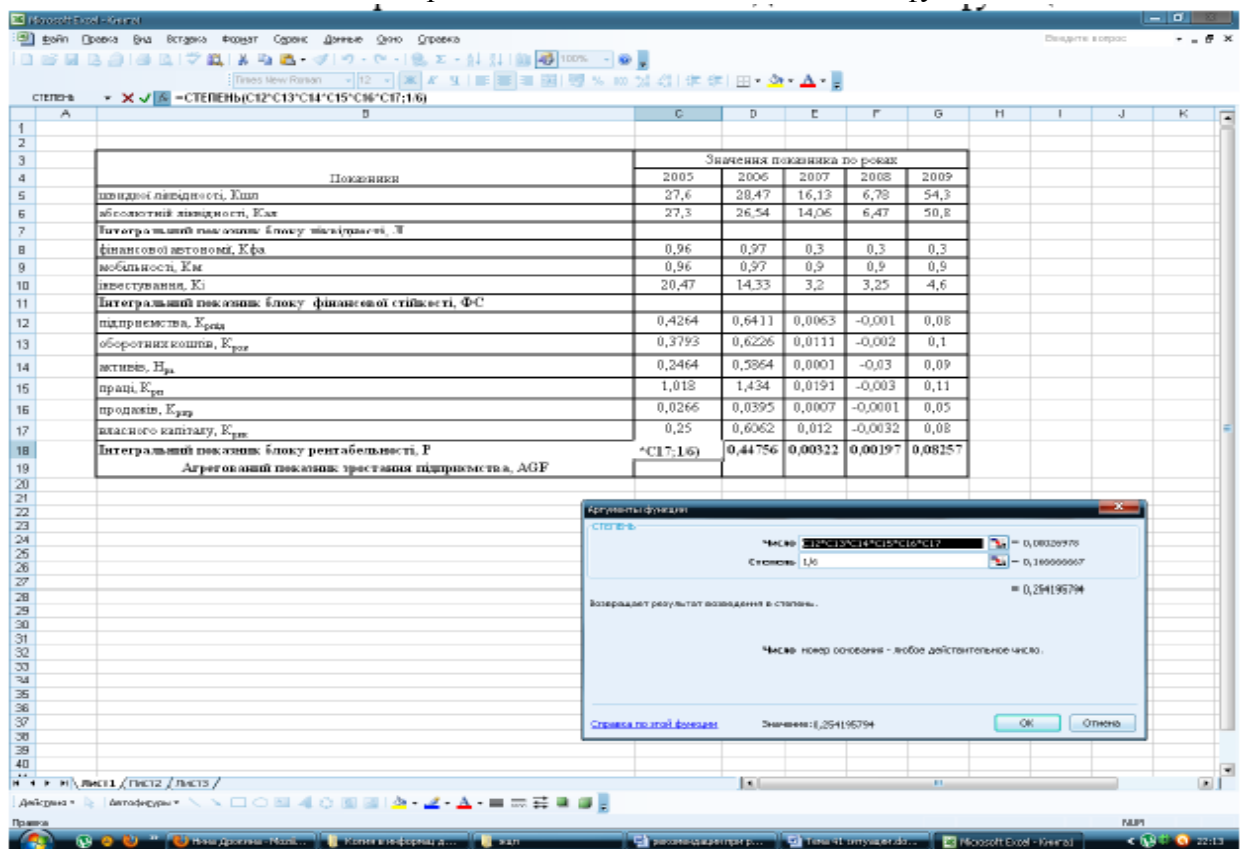 Microsoft Excel - Книга1
Файл Правка Вид Вставка Формат Сервис Данные Окно Справка
Введите вопрос
100%
Times New Roman 12
СТЕПЕНЬ =СТЕПЕНЬ(C12*C13*C14*C15*C16*C17;1/6)
A B C D E F G H I J K
Значення показника по роках
Показники 2005 2006 2007 2008 2009
швидкої ліквідності, Кшл 27,6 28,47 16,13 6,78 54,3
абсолютній ліквідності, Кал 27,3 26,54 14,06 6,47 50,8
Інтегральний показник блоку ліквідності, Л
фінансової автономії, Кфа 0,96 0,97 0,3 0,3 0,3
мобільності, Км 0,96 0,97 0,9 0,9 0,9
інвестування, Кі 20,47 14,33 3,2 3,25 4,6
Інтегральний показник блоку фінансової стійкості, ФС
підприємства, Крпід 0,4264 0,6411 0,0063 -0,001 0,08
оборотних коштів, 0,3793 0,6226 0,0111 -0,002 0,1
активів, Нра 0,2464 0,5864 0,0001 -0,03 0,09
праці, Крп 1,018 1,434 0,0191 -0,003 0,11
продажів, Крпр 0,0266 0,0395 0,0007 -0,0001 0,05
власного капіталу, Крвк 0,25 0,6062 0,012 -0,0032 0,08
Інтегральний показник блоку рентабельності, Р *C17;1/6) 0,44756 0,00322 0,00197 0,08257
Агрегований показник зростання підприємства, AGF
Аргументы функции
СТЕПЕНЬ
Число C12*C13*C14*C15*C16*C17 = 0,00026978
Степень 1/6 = 0,166666667
= 0,254195794
Возвращает результат возведения в степень.
Число номер основания - любое действительное число.
Справка по этой функции Значение:0,254195794 ОК Отмена
Лист1 / Лист2 / Лист3
Действия Автофигуры
Правка NUM
Microsoft Excel - Книга1 22:13